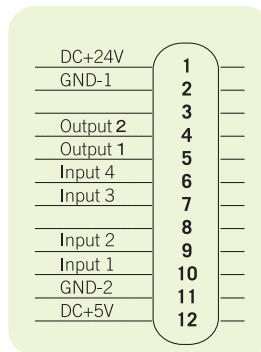 DC+24V 1
GND-1 2
3
Output 2 4
Output 1 5
Input 4 6
Input 3 7
8
Input 2 9
Input 1 10
GND-2 11
DC+5V 12